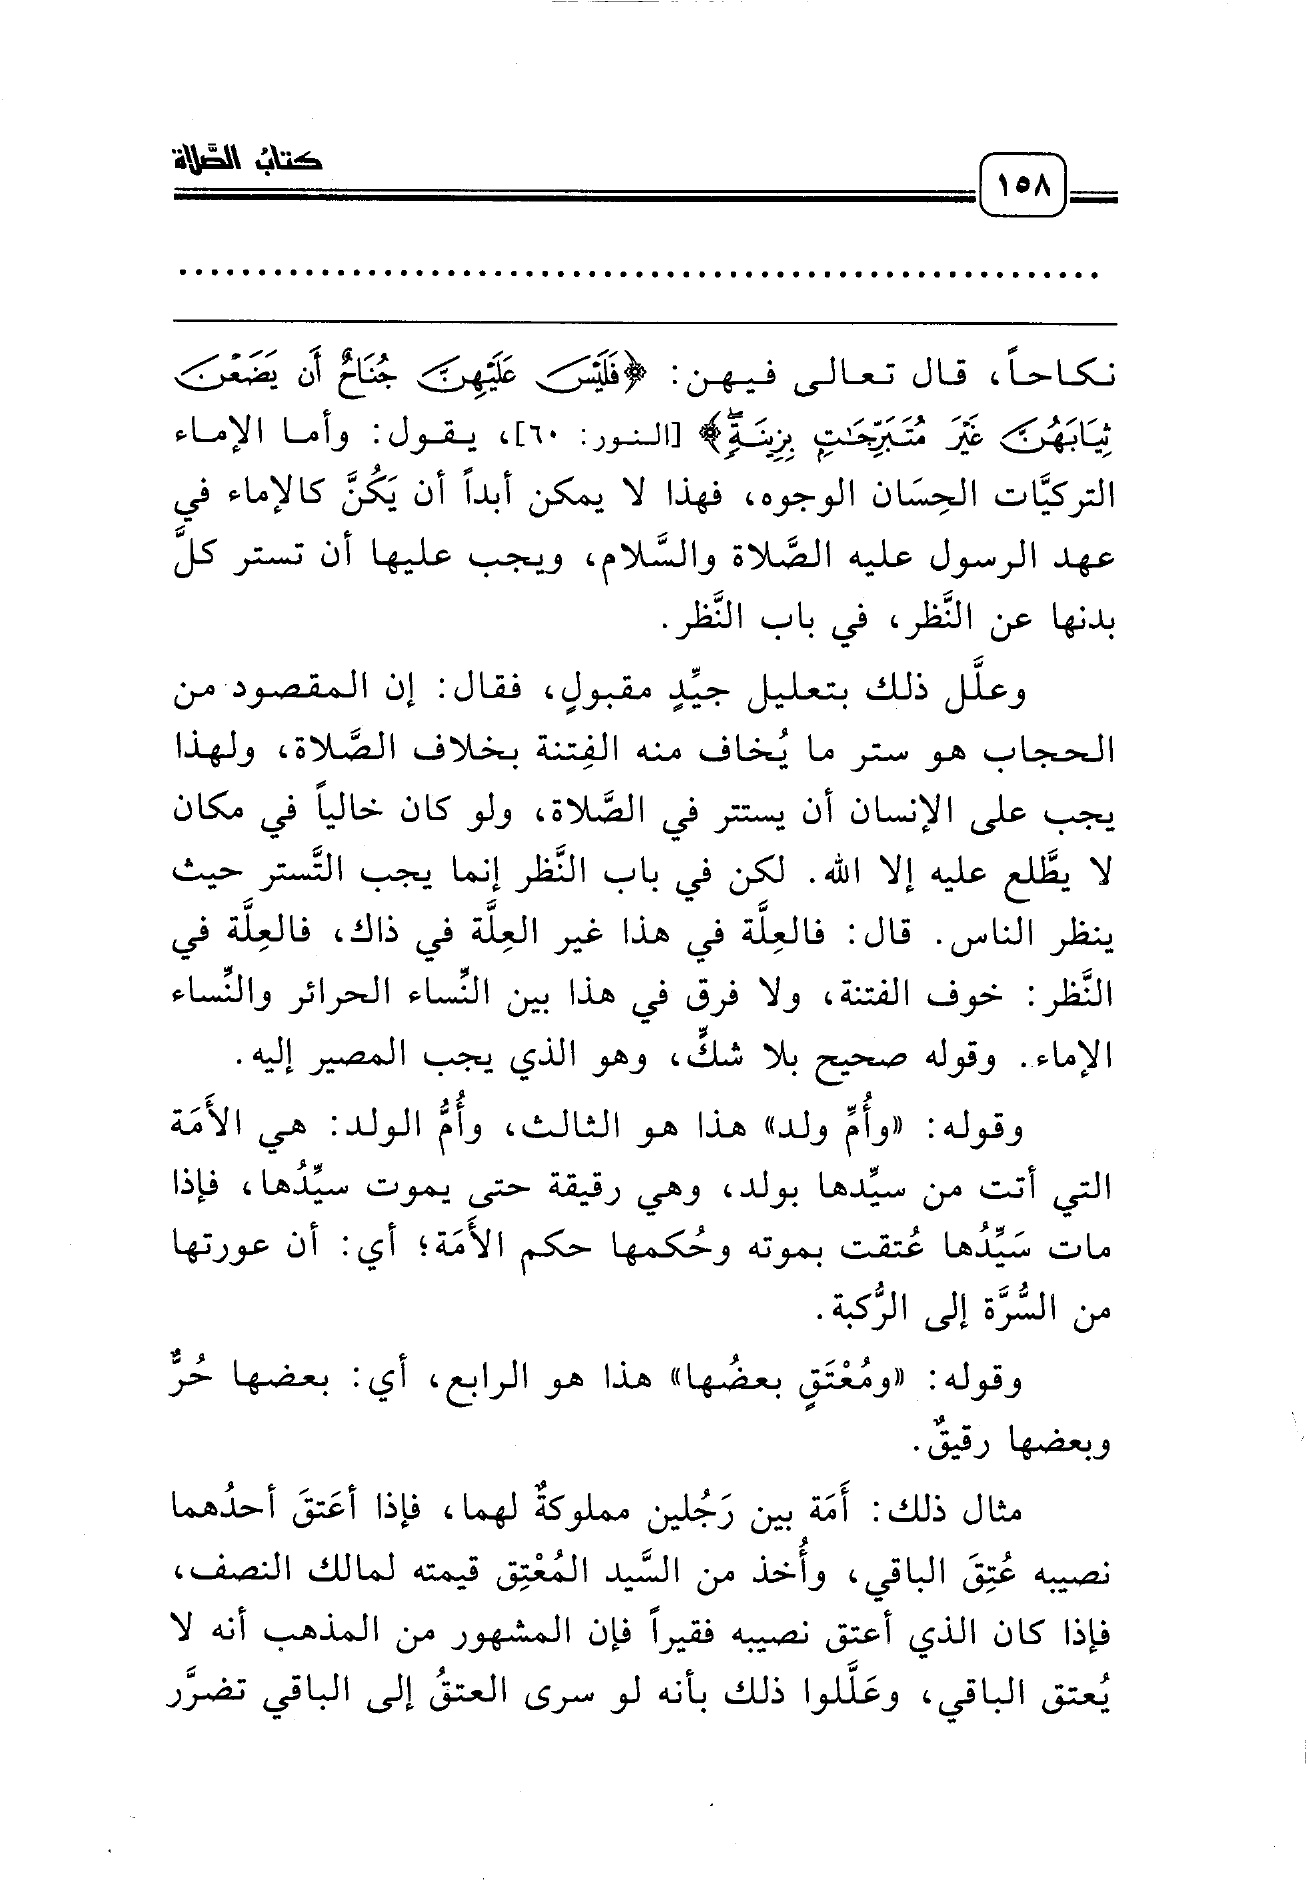 كتابُ الصَّلاة
١٥٨
نكاحاً، قال تعالى فيهن: ﴿فَلَيْسَ عَلَيْهِنَّ جُنَاحٌ أَن يَضَعْنَ
ثِيَابَهُنَّ غَيْرَ مُتَبَرِّجَٰتٍۭ بِزِينَةٍۖ﴾ [النور: ٦٠]، يقول: وأما الإماء
التركيَّات الحِسَان الوجوه، فهذا لا يمكن أبداً أن يَكُنَّ كالإماء في
عهد الرسول عليه الصَّلاة والسَّلام، ويجب عليها أن تستر كلَّ
بدنها عن النَّظر، في باب النَّظر.
وعلَّل ذلك بتعليل جيِّدٍ مقبولٍ، فقال: إن المقصود من
الحجاب هو ستر ما يُخاف منه الفِتنة بخلاف الصَّلاة، ولهذا
يجب على الإنسان أن يستتر في الصَّلاة، ولو كان خالياً في مكان
لا يطَّلع عليه إلا الله. لكن في باب النَّظر إنما يجب التَّستر حيث
ينظر الناس. قال: فالعِلَّة في هذا غير العِلَّة في ذاك، فالعِلَّة في
النَّظر: خوف الفتنة، ولا فرق في هذا بين النِّساء الحرائر والنِّساء
الإماء. وقوله صحيح بلا شكٍّ، وهو الذي يجب المصير إليه.
وقوله: «وأُمِّ ولد» هذا هو الثالث، وأُمُّ الولد: هي الأَمَة
التي أتت من سيِّدها بولد، وهي رقيقة حتى يموت سيِّدُها، فإذا
مات سَيِّدُها عُتقت بموته وحُكمها حكم الأَمَة؛ أي: أن عورتها
من السُّرَّة إلى الرُّكبة.
وقوله: «ومُعْتَقٍ بعضُها» هذا هو الرابع، أي: بعضها حُرٌّ
وبعضها رقيقٌ.
مثال ذلك: أَمَة بين رَجُلين مملوكةٌ لهما، فإذا أعَتقَ أحدُهما
نصيبه عُتِقَ الباقي، وأُخذ من السَّيد المُعْتِق قيمته لمالك النصف،
فإذا كان الذي أعتق نصيبه فقيراً فإن المشهور من المذهب أنه لا
يُعتق الباقي، وعَلَّلوا ذلك بأنه لو سرى العتقُ إلى الباقي تضرَّر